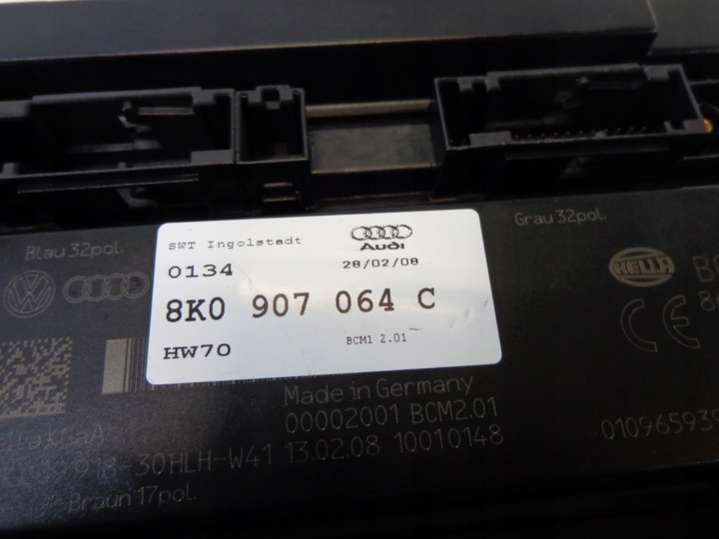 Grau 32pol.
Blau 32pol.
SWT Ingolstadt
Audi
0134
28/02/08
8K0 907 064 C
HW70
BCM1 2.01
HELLA
CE
Made in Germany
00002001 BCM2.01
30HLH-W41 13.02.08 10010148
Braun 17pol.